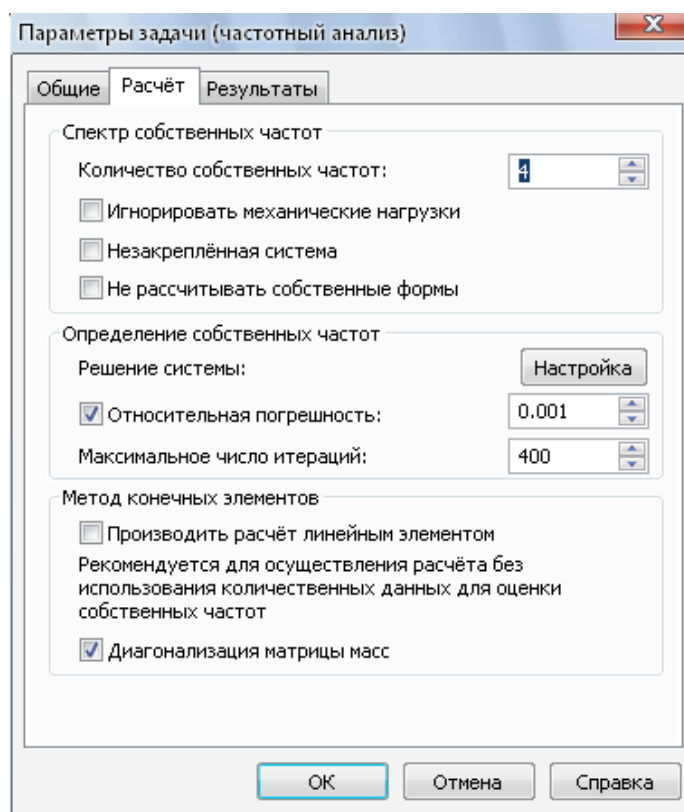 Параметры задачи (частотный анализ)
Общие Расчёт Результаты
Спектр собственных частот
Количество собственных частот: 4
Игнорировать механические нагрузки
Незакреплённая система
Не рассчитывать собственные формы
Определение собственных частот
Решение системы: Настройка
Относительная погрешность: 0.001
Максимальное число итераций: 400
Метод конечных элементов
Производить расчёт линейным элементом
Рекомендуется для осуществления расчёта без
использования количественных данных для оценки
собственных частот
Диагонализация матрицы масс
ОК Отмена Справка